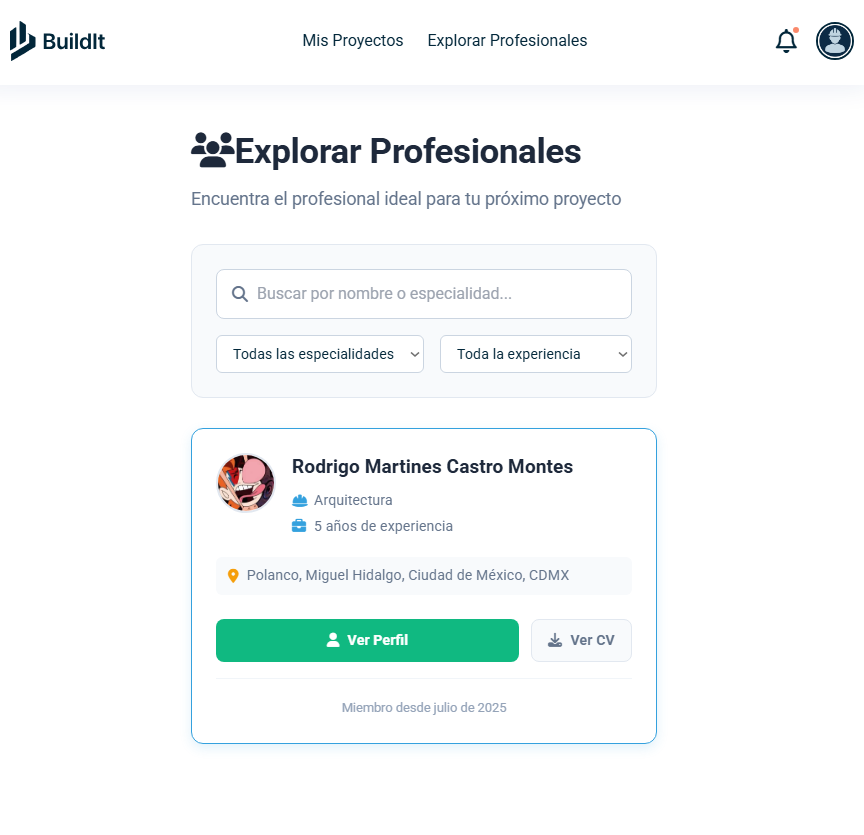 BuildIt
Mis Proyectos
Explorar Profesionales
Explorar Profesionales
Encuentra el profesional ideal para tu próximo proyecto
Buscar por nombre o especialidad...
Todas las especialidades
Toda la experiencia
Rodrigo Martines Castro Montes
Arquitectura
5 años de experiencia
Polanco, Miguel Hidalgo, Ciudad de México, CDMX
Ver Perfil
Ver CV
Miembro desde julio de 2025